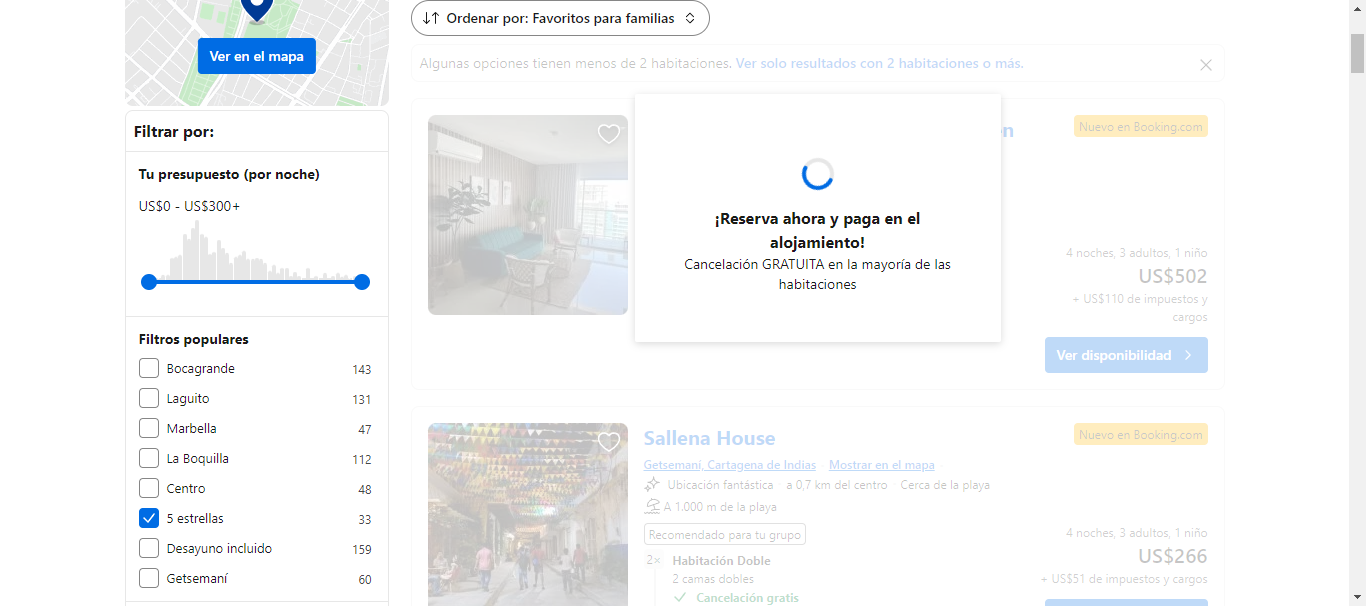 Ver en el mapa
Filtrar por:
Tu presupuesto (por noche)
US$0 - US$300+
Filtros populares
Bocagrande 143
Laguito 131
Marbella 47
La Boquilla 112
Centro 48
5 estrellas 33
Desayuno incluido 159
Getsemaní 60
Ordenar por: Favoritos para familias
Algunas opciones tienen menos de 2 habitaciones. Ver solo resultados con 2 habitaciones o más.
¡Reserva ahora y paga en el
alojamiento!
Cancelación GRATUITA en la mayoría de las
habitaciones
Nuevo en Booking.com
4 noches, 3 adultos, 1 niño
US$502
+ US$110 de impuestos y
cargos
Ver disponibilidad
Sallena House
Nuevo en Booking.com
Getsemaní, Cartagena de Indias Mostrar en el mapa
Ubicación fantástica · a 0,7 km del centro · Cerca de la playa
A 1.000 m de la playa
Recomendado para tu grupo
2× Habitación Doble
2 camas dobles
Cancelación gratis
4 noches, 3 adultos, 1 niño
US$266
+ US$51 de impuestos y cargos